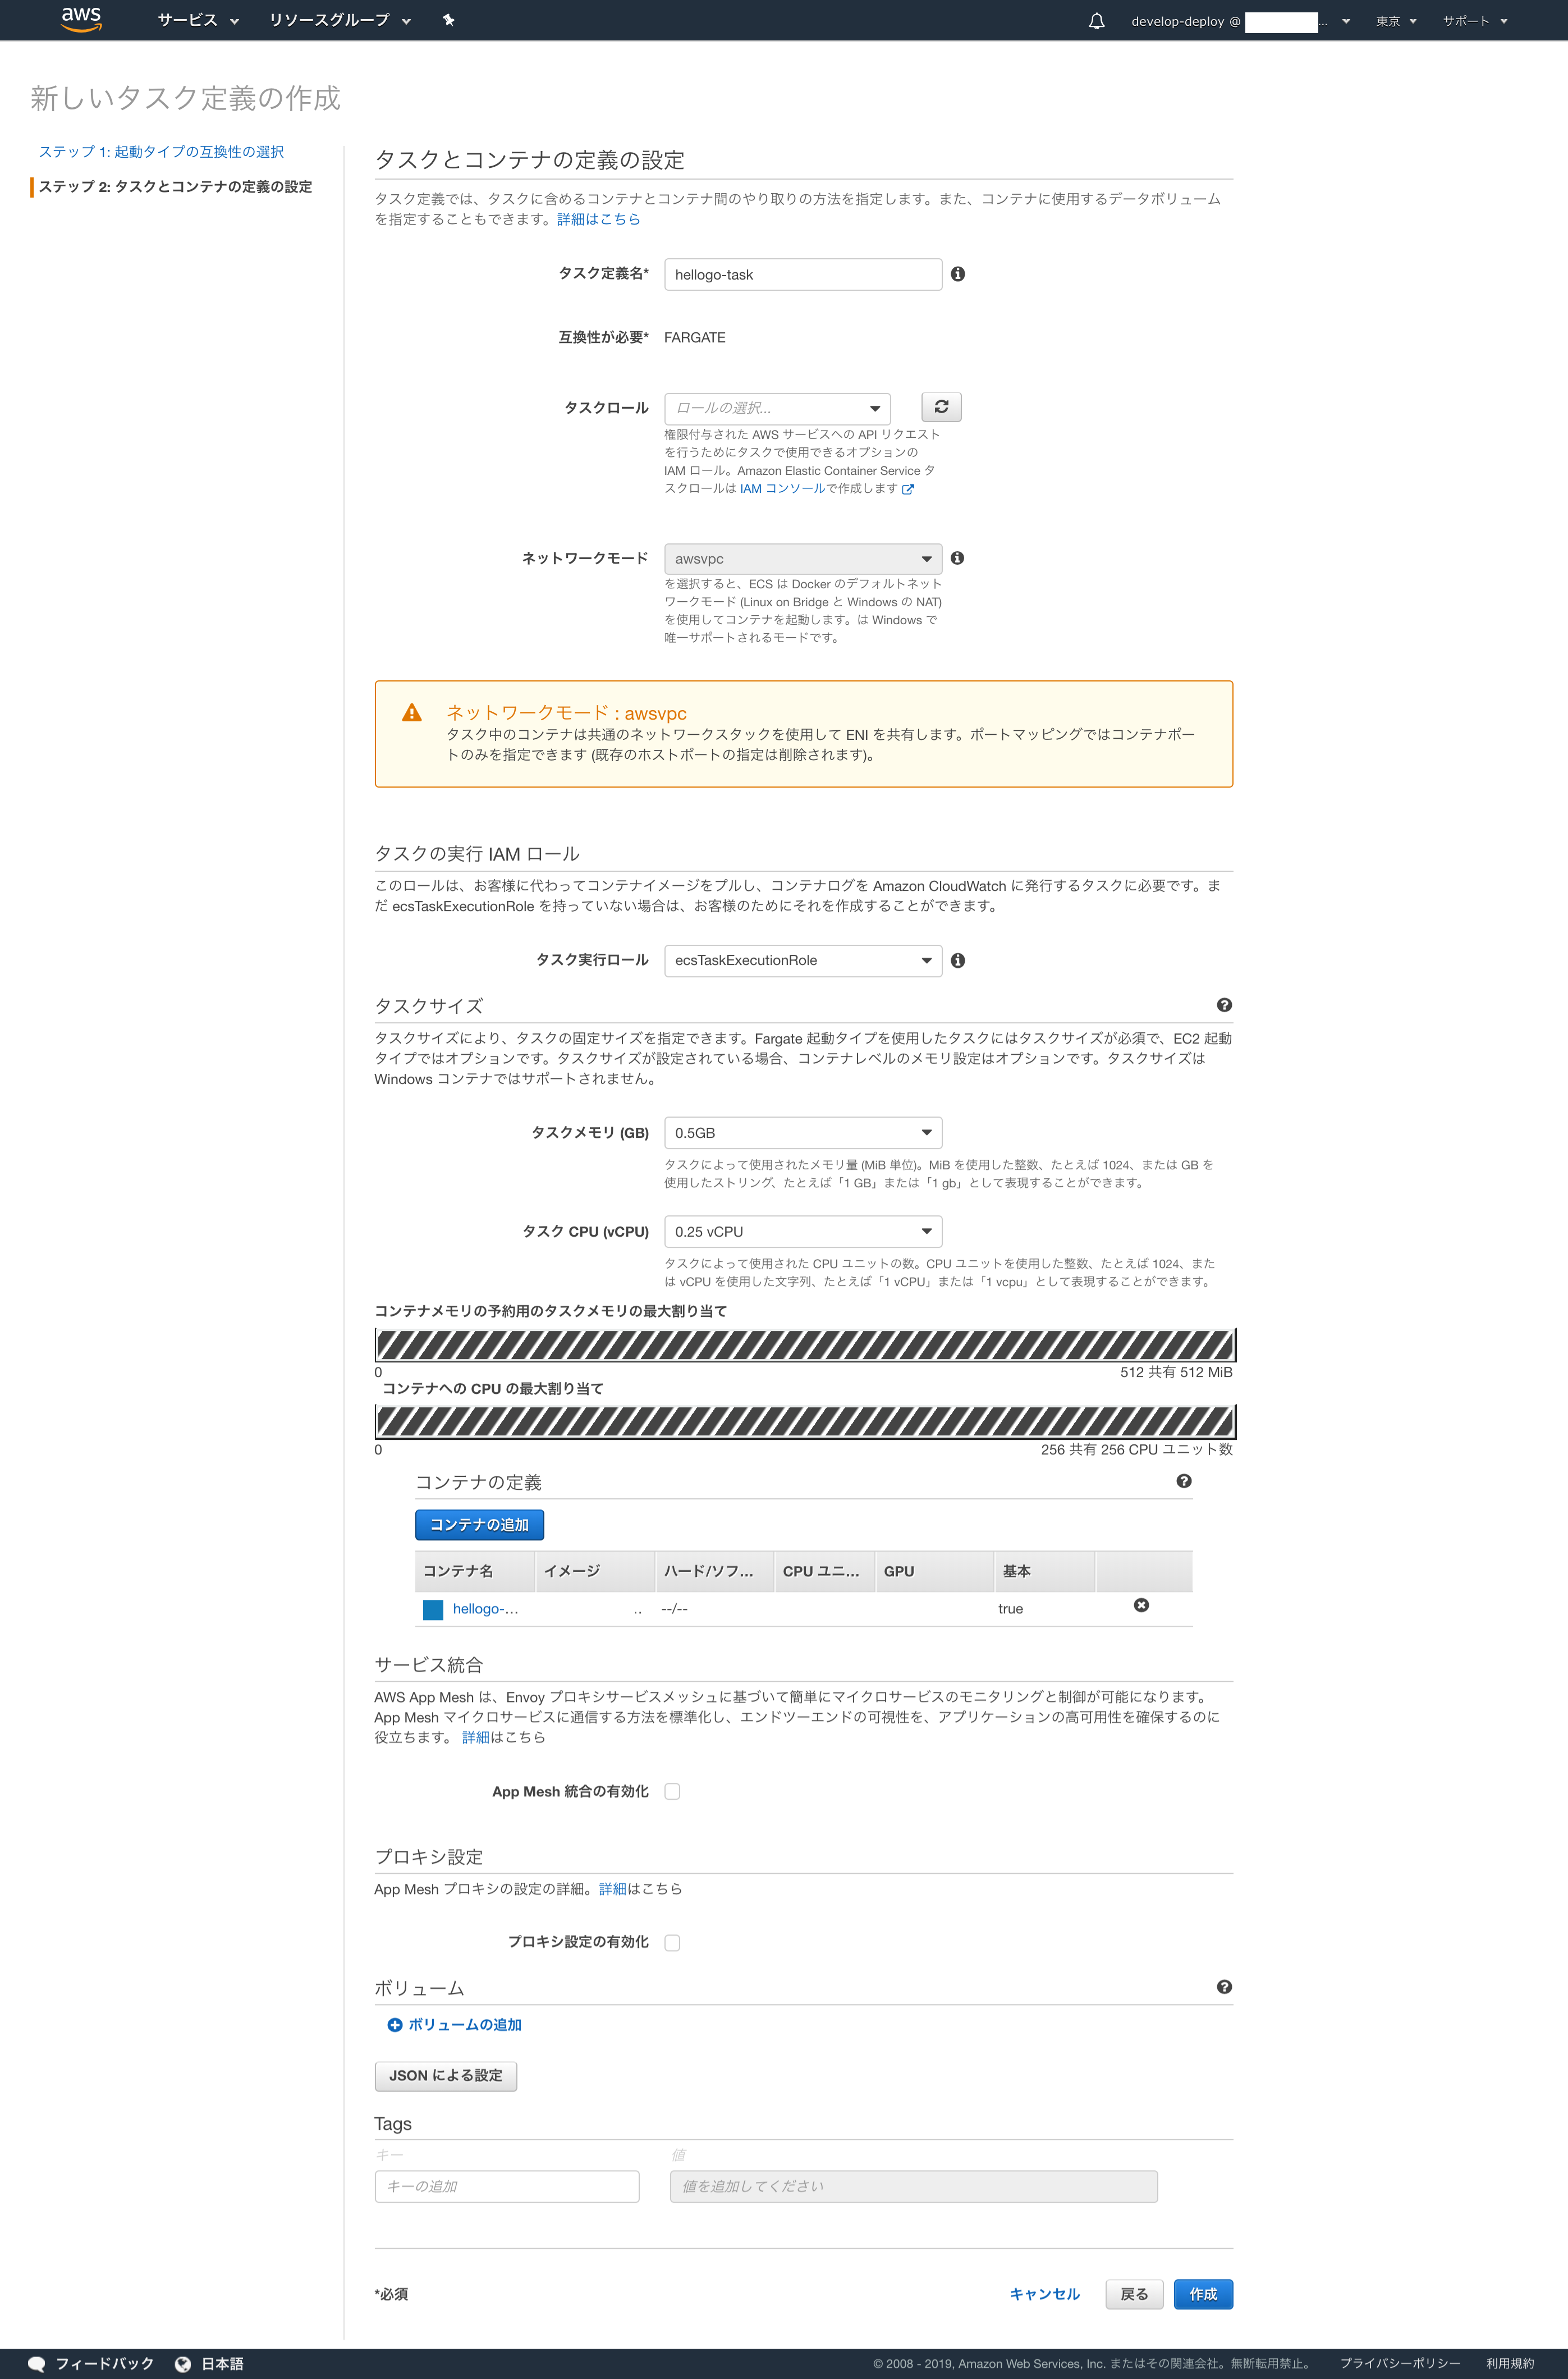 aws サービス リソースグループ develop-deploy @ ... 東京 サポート
新しいタスク定義の作成
ステップ 1: 起動タイプの互換性の選択
ステップ 2: タスクとコンテナの定義の設定
タスクとコンテナの定義の設定
タスク定義では、タスクに含めるコンテナとコンテナ間のやり取りの方法を指定します。また、コンテナに使用するデータボリューム
を指定することもできます。詳細はこちら
タスク定義名* hellogo-task
互換性が必要* FARGATE
タスクロール ロールの選択...
権限付与された AWS サービスへの API リクエスト
を行うためにタスクで使用できるオプションの
IAM ロール。Amazon Elastic Container Service タ
スクロールは IAM コンソールで作成します
ネットワークモード awsvpc
を選択すると、ECS は Docker のデフォルトネット
ワークモード (Linux on Bridge と Windows の NAT)
を使用してコンテナを起動します。は Windows で
唯一サポートされるモードです。
ネットワークモード : awsvpc
タスク中のコンテナは共通のネットワークスタックを使用して ENI を共有します。ポートマッピングではコンテナポー
トのみを指定できます (既存のホストポートの指定は削除されます)。
タスクの実行 IAM ロール
このロールは、お客様に代わってコンテナイメージをプルし、コンテナログを Amazon CloudWatch に発行するタスクに必要です。ま
だ ecsTaskExecutionRole を持っていない場合は、お客様のためにそれを作成することができます。
タスク実行ロール ecsTaskExecutionRole
タスクサイズ
タスクサイズにより、タスクの固定サイズを指定できます。Fargate 起動タイプを使用したタスクにはタスクサイズが必須で、EC2 起動
タイプではオプションです。タスクサイズが設定されている場合、コンテナレベルのメモリ設定はオプションです。タスクサイズは
Windows コンテナではサポートされません。
タスクメモリ (GB) 0.5GB
タスクによって使用されたメモリ量 (MiB 単位)。MiB を使用した整数、たとえば 1024、または GB を
使用したストリング、たとえば「1 GB」または「1 gb」として表現することができます。
タスク CPU (vCPU) 0.25 vCPU
タスクによって使用された CPU ユニットの数。CPU ユニットを使用した整数、たとえば 1024、また
は vCPU を使用した文字列、たとえば「1 vCPU」または「1 vcpu」として表現することができます。
コンテナメモリの予約用のタスクメモリの最大割り当て
0 512 共有 512 MiB
コンテナへの CPU の最大割り当て
0 256 共有 256 CPU ユニット数
コンテナの定義
コンテナの追加
コンテナ名 イメージ ハード/ソフ... CPU ユニ... GPU 基本
hellogo-... .. --/-- true
サービス統合
AWS App Mesh は、Envoy プロキシサービスメッシュに基づいて簡単にマイクロサービスのモニタリングと制御が可能になります。
App Mesh マイクロサービスに通信する方法を標準化し、エンドツーエンドの可視性を、アプリケーションの高可用性を確保するのに
役立ちます。 詳細はこちら
App Mesh 統合の有効化
プロキシ設定
App Mesh プロキシの設定の詳細。詳細はこちら
プロキシ設定の有効化
ボリューム
ボリュームの追加
JSON による設定
Tags
キー 値
キーの追加 値を追加してください
*必須 キャンセル 戻る 作成
フィードバック 日本語 © 2008 - 2019, Amazon Web Services, Inc. またはその関連会社。無断転用禁止。 プライバシーポリシー 利用規約